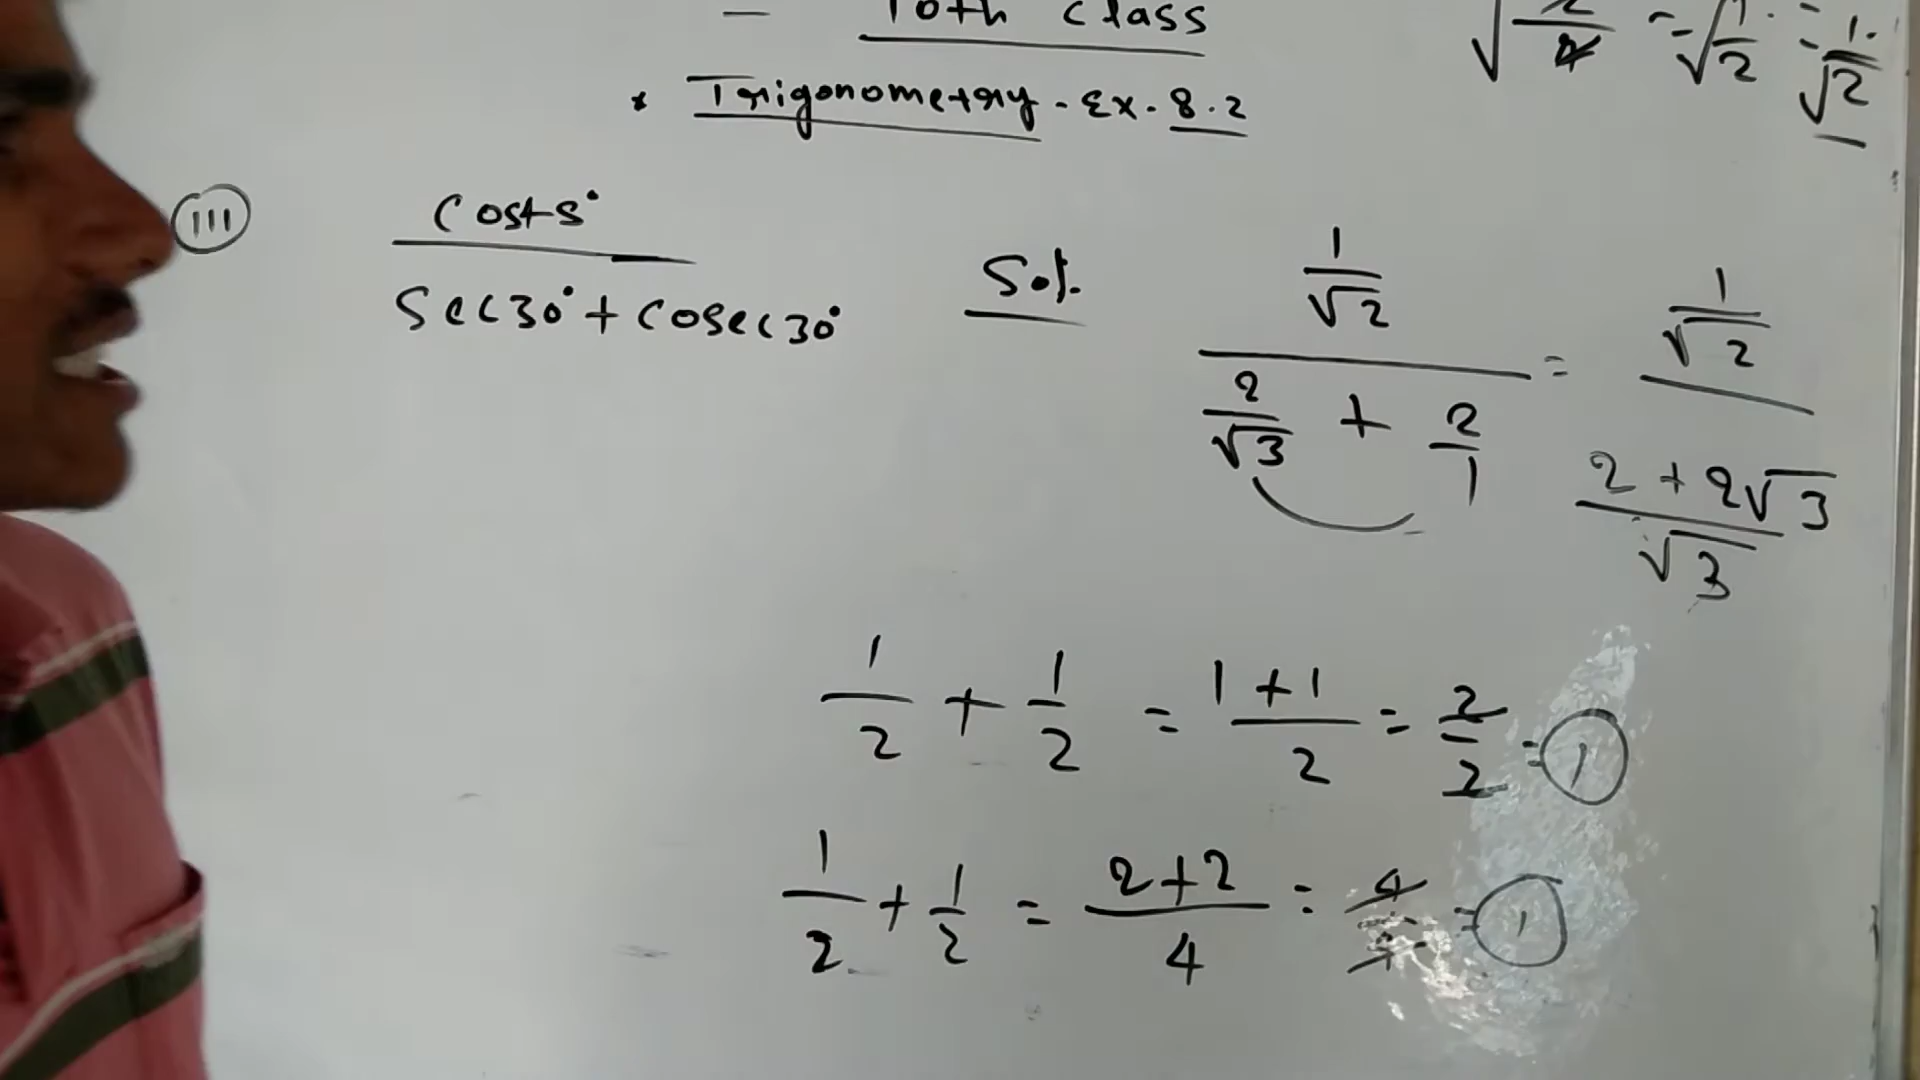 — 10th Class
* Trigonometry - Ex. 8.2
√2/4 = √1/2 = 1/√2
(iii) Cos45° / Sec30° + Cosec30°
Sol. 1/√2 / 2/√3 + 2/1 = 1/√2 / 2+2√3/√3
1/2 + 1/2 = 1+1/2 = 2/2 = 1
1/2 + 1/2 = 2+2/4 = 4/4 = 1